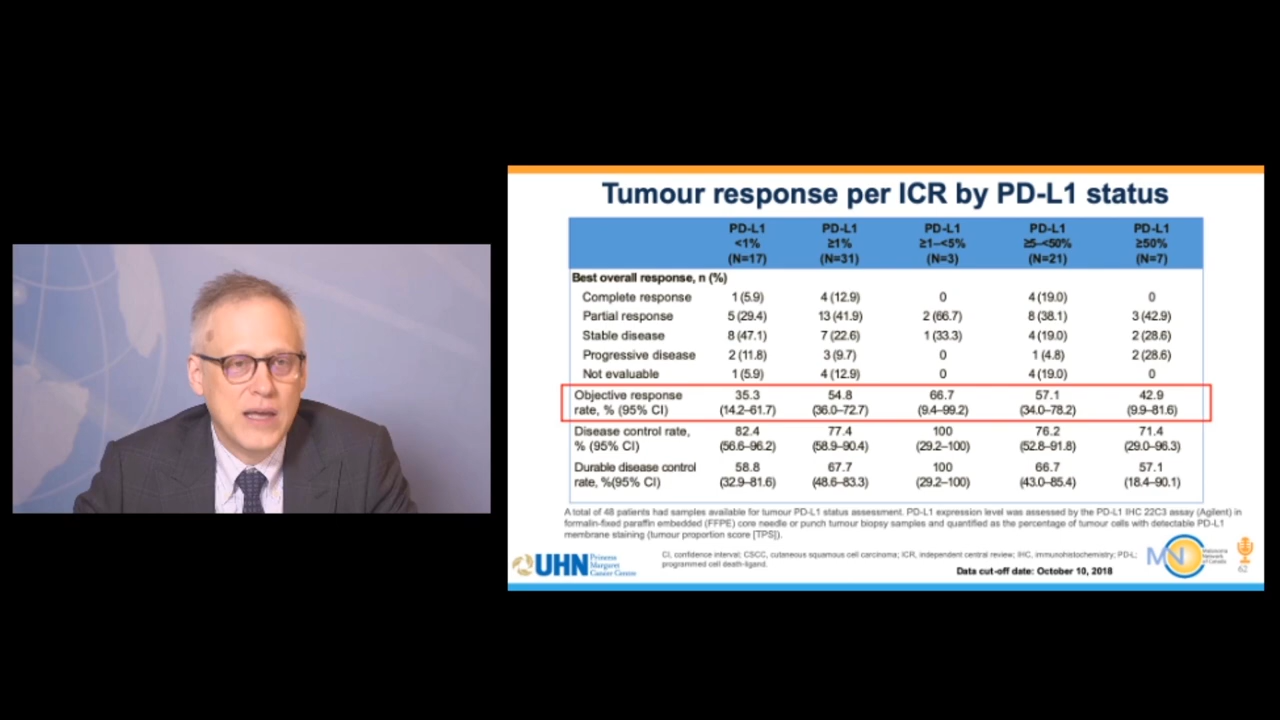 Tumour response per ICR by PD-L1 status
PD-L1 <1% (N=17) PD-L1 ≥1% (N=31) PD-L1 ≥1–<5% (N=3) PD-L1 ≥5–<50% (N=21) PD-L1 ≥50% (N=7)
Best overall response, n (%)
Complete response 1 (5.9) 4 (12.9) 0 4 (19.0) 0
Partial response 5 (29.4) 13 (41.9) 2 (66.7) 8 (38.1) 3 (42.9)
Stable disease 8 (47.1) 7 (22.6) 1 (33.3) 4 (19.0) 2 (28.6)
Progressive disease 2 (11.8) 3 (9.7) 0 1 (4.8) 2 (28.6)
Not evaluable 1 (5.9) 4 (12.9) 0 4 (19.0) 0
Objective response 35.3 54.8 66.7 57.1 42.9
rate, % (95% CI) (14.2–61.7) (36.0–72.7) (9.4–99.2) (34.0–78.2) (9.9–81.6)
Disease control rate, 82.4 77.4 100 76.2 71.4
% (95% CI) (56.6–96.2) (58.9–90.4) (29.2–100) (52.8–91.8) (29.0–96.3)
Durable disease control 58.8 67.7 100 66.7 57.1
rate, %(95% CI) (32.9–81.6) (48.6–83.3) (29.2–100) (43.0–85.4) (18.4–90.1)
A total of 48 patients had samples available for tumour PD-L1 status assessment. PD-L1 expression level was assessed by the PD-L1 IHC 22C3 assay (Agilent) in
formalin-fixed paraffin embedded (FFPE) core needle or punch tumour biopsy samples and quantified as the percentage of tumour cells with detectable PD-L1
membrane staining (tumour proportion score [TPS]).
CI, confidence interval; CSCC, cutaneous squamous cell carcinoma; ICR, independent central review; IHC, immunohistochemistry; PD-L;
programmed cell death-ligand.
Data cut-off date: October 10, 2018
UHN
Princess
Margaret
Cancer Centre
Melanoma
Network
of Canada
62